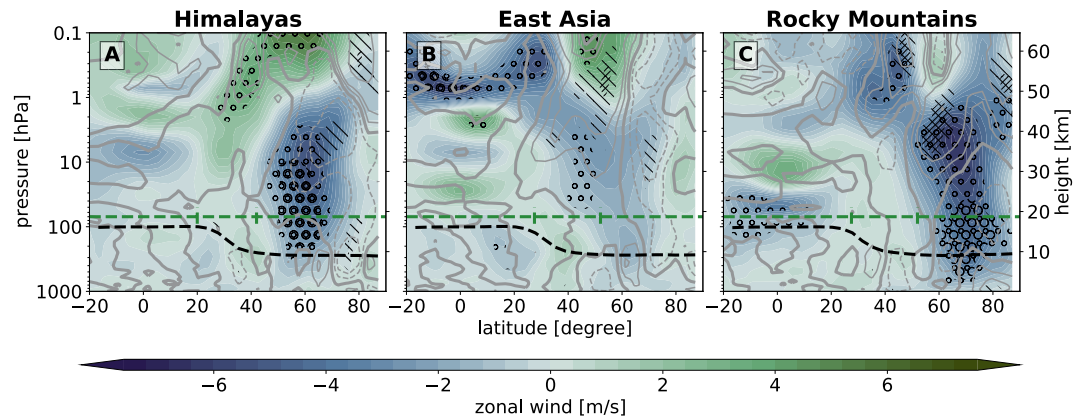 Himalayas East Asia Rocky Mountains
A B C
pressure [hPa]
0.1
1
10
100
1000
height [km]
60
50
40
30
20
10
−20 0 20 40 60 80 −20 0 20 40 60 80 −20 0 20 40 60 80
latitude [degree]
−6 −4 −2 0 2 4 6
zonal wind [m/s]